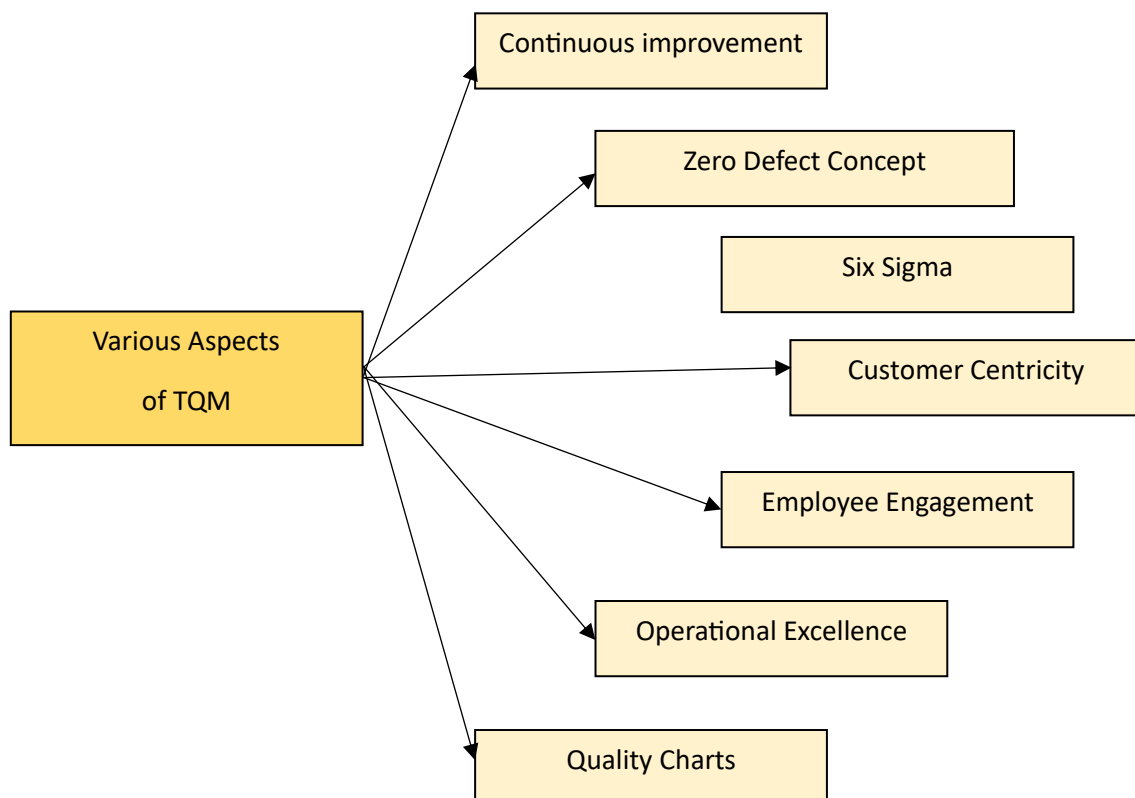 Continuous improvement
Zero Defect Concept
Six Sigma
Various Aspects
of TQM
Customer Centricity
Employee Engagement
Operational Excellence
Quality Charts